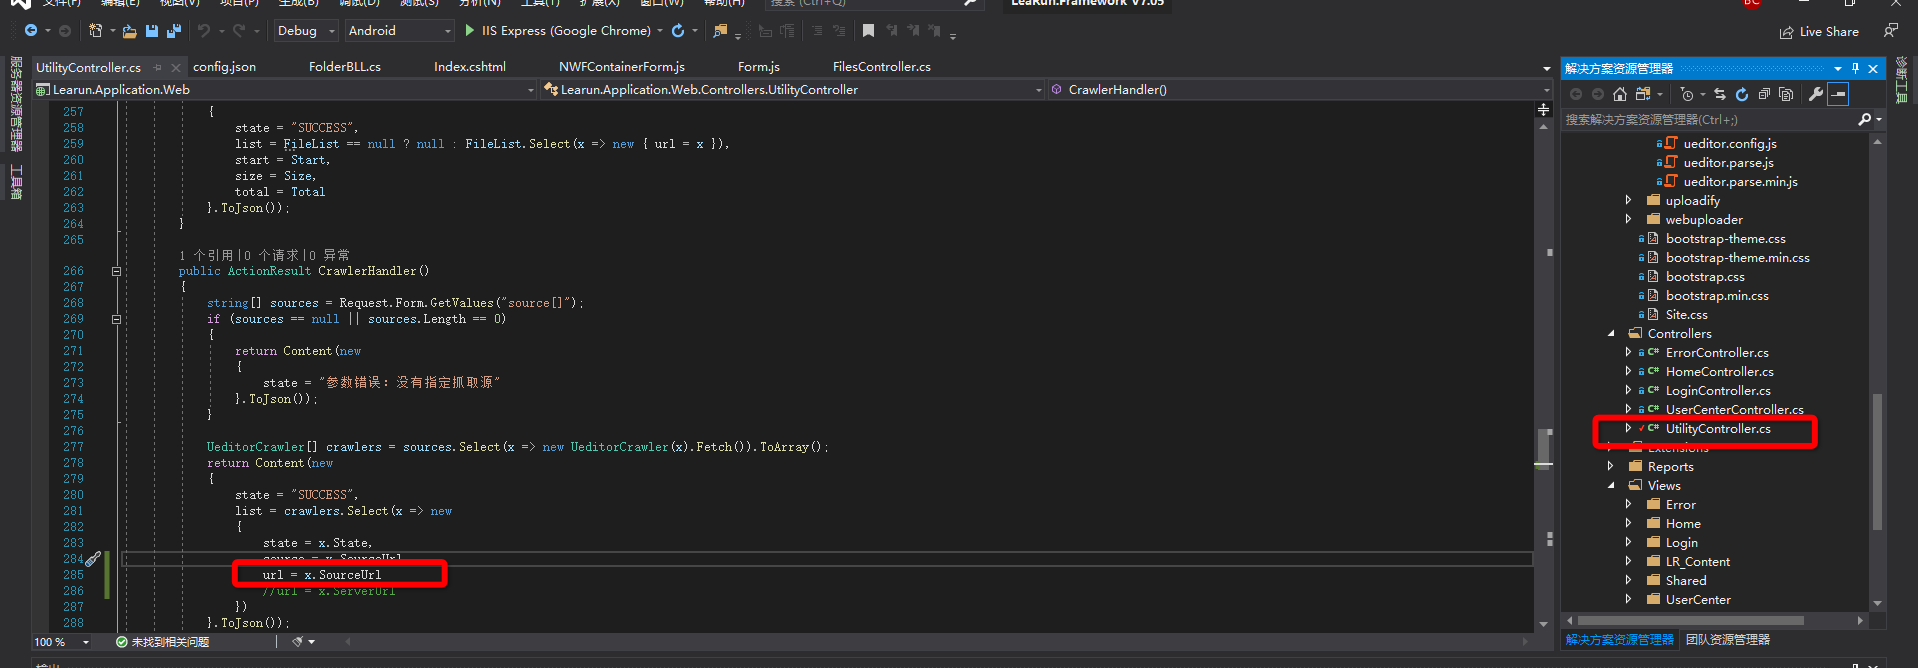 文件(F) 编辑(E) 视图(V) 项目(P) 生成(B) 调试(D) 测试(S) 分析(N) 工具(T) 扩展(X) 窗口(W) 帮助(H) 搜索 (Ctrl+Q) LeaRun.Framework V7.05 BC
Debug Android IIS Express (Google Chrome) Live Share
服务器资源管理器
工具箱
UtilityController.cs config.json FolderBLL.cs Index.cshtml NWFContainerForm.js Form.js FilesController.cs
Learun.Application.Web Learun.Application.Web.Controllers.UtilityController CrawlerHandler()
257 {
258 state = "SUCCESS",
259 list = FileList == null ? null : FileList.Select(x => new { url = x }),
260 start = Start,
261 size = Size,
262 total = Total
263 }.ToJson());
264 }
265
1 个引用|0 个请求|0 异常
266 public ActionResult CrawlerHandler()
267 {
268 string[] sources = Request.Form.GetValues("source[]");
269 if (sources == null || sources.Length == 0)
270 {
271 return Content(new
272 {
273 state = "参数错误: 没有指定抓取源"
274 }.ToJson());
275 }
276
277 UeditorCrawler[] crawlers = sources.Select(x => new UeditorCrawler(x).Fetch()).ToArray();
278 return Content(new
279 {
280 state = "SUCCESS",
281 list = crawlers.Select(x => new
282 {
283 state = x.State,
284 source = x.SourceUrl
285 url = x.SourceUrl
286 //url = x.ServerUrl
287 })
288 }.ToJson());
100 % 未找到相关问题
解决方案资源管理器
搜索解决方案资源管理器(Ctrl+;)
ueditor.config.js
ueditor.parse.js
ueditor.parse.min.js
uploadify
webuploader
bootstrap-theme.css
bootstrap-theme.min.css
bootstrap.css
bootstrap.min.css
Site.css
Controllers
C# ErrorController.cs
C# HomeController.cs
C# LoginController.cs
C# UserCenterController.cs
C# UtilityController.cs
Extensions
Reports
Views
Error
Home
Login
LR_Content
Shared
UserCenter
解决方案资源管理器 团队资源管理器
诊断工具
输出